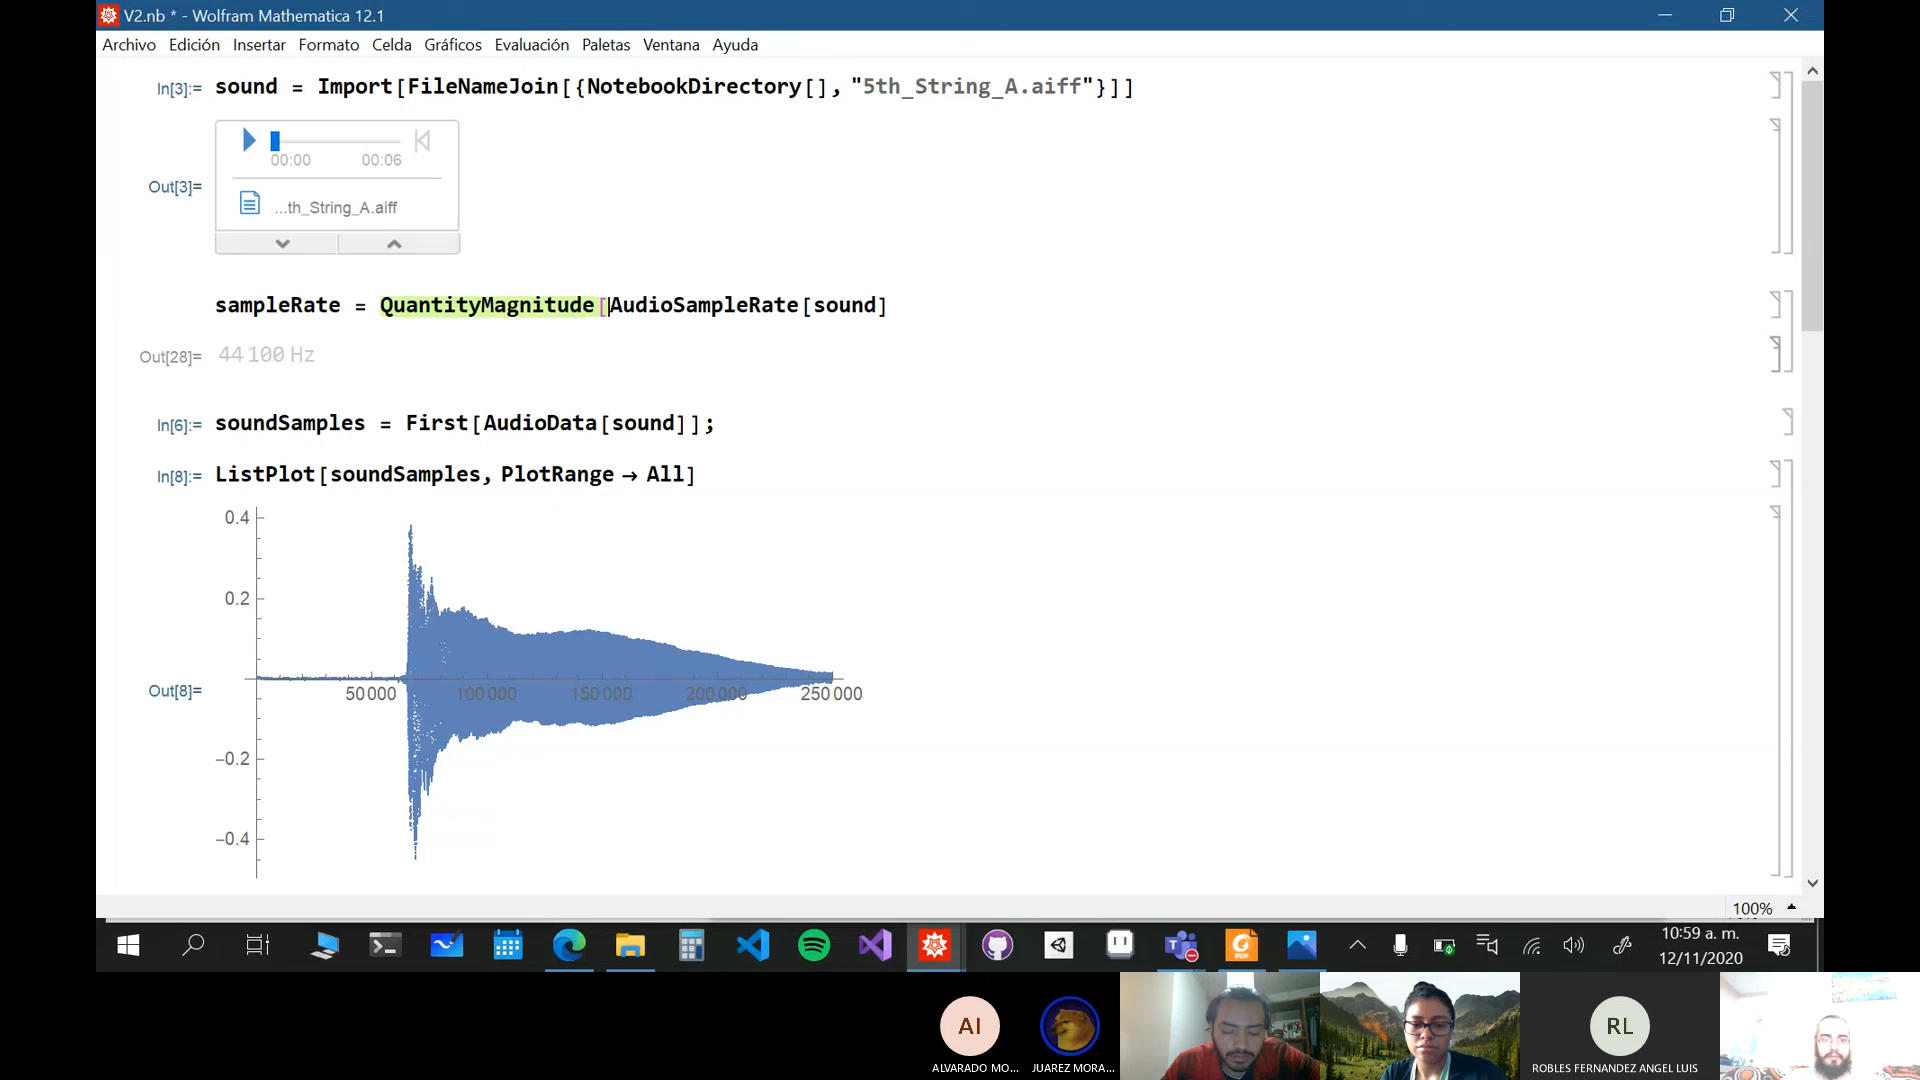 V2.nb * - Wolfram Mathematica 12.1
Archivo Edición Insertar Formato Celda Gráficos Evaluación Paletas Ventana Ayuda
In[3]:= sound = Import[FileNameJoin[{NotebookDirectory[], "5th_String_A.aiff"}]]
00:00 00:06
Out[3]=
...th_String_A.aiff
sampleRate = QuantityMagnitude[AudioSampleRate[sound]
Out[28]= 44100 Hz
In[6]:= soundSamples = First[AudioData[sound]];
In[8]:= ListPlot[soundSamples, PlotRange → All]
0.4
0.2
Out[8]=
50000 100000 150000 200000 250000
-0.2
-0.4
100%
10:59 a. m.
12/11/2020
AI
RL
ALVARADO MO... JUAREZ MORA... ROBLES FERNANDEZ ANGEL LUIS